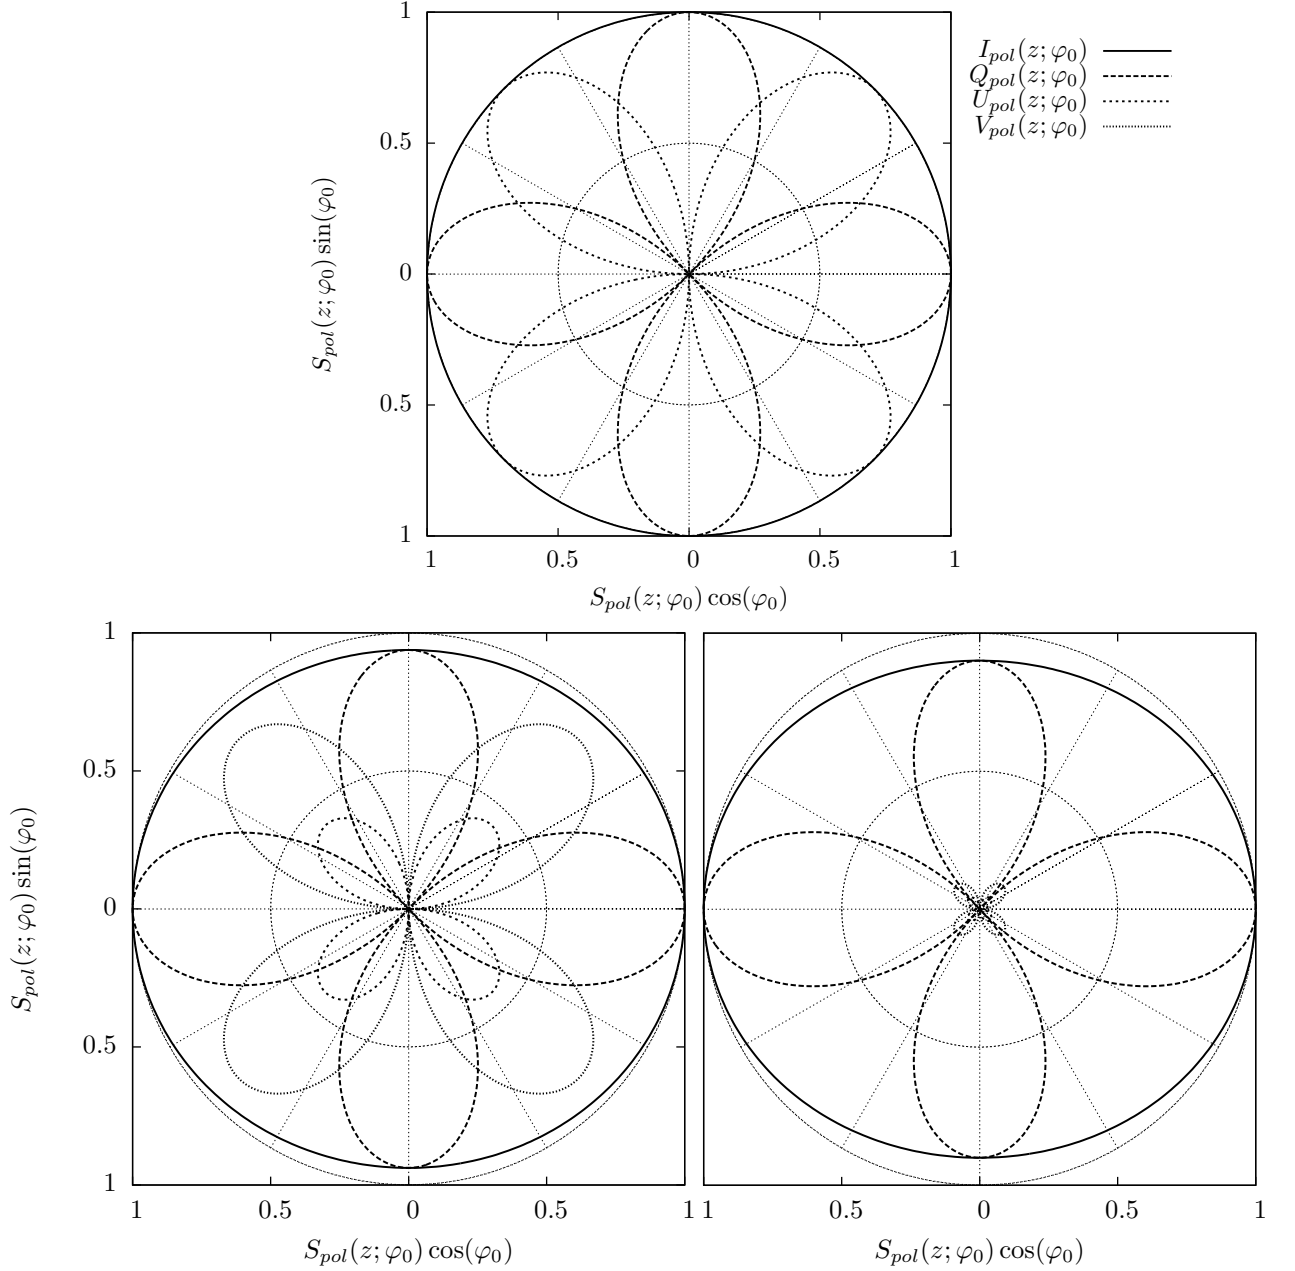 1
0.5
0
0.5
1
S_{pol}(z; φ_0) sin(φ_0)
1 0.5 0 0.5 1
S_{pol}(z; φ_0) cos(φ_0)
I_{pol}(z; φ_0)
Q_{pol}(z; φ_0)
U_{pol}(z; φ_0)
V_{pol}(z; φ_0)
1
0.5
0
0.5
1
S_{pol}(z; φ_0) sin(φ_0)
1 0.5 0 0.5 1
S_{pol}(z; φ_0) cos(φ_0)
1 0.5 0 0.5 1
S_{pol}(z; φ_0) cos(φ_0)